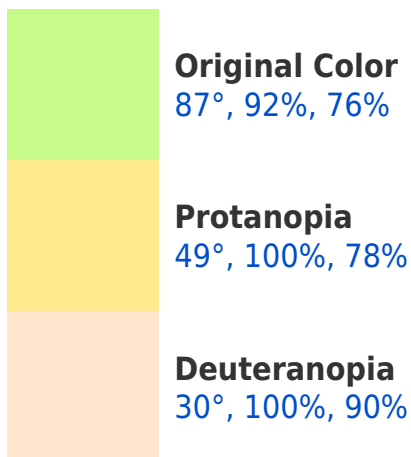 Original Color
87°, 92%, 76%
Protanopia
49°, 100%, 78%
Deuteranopia
30°, 100%, 90%